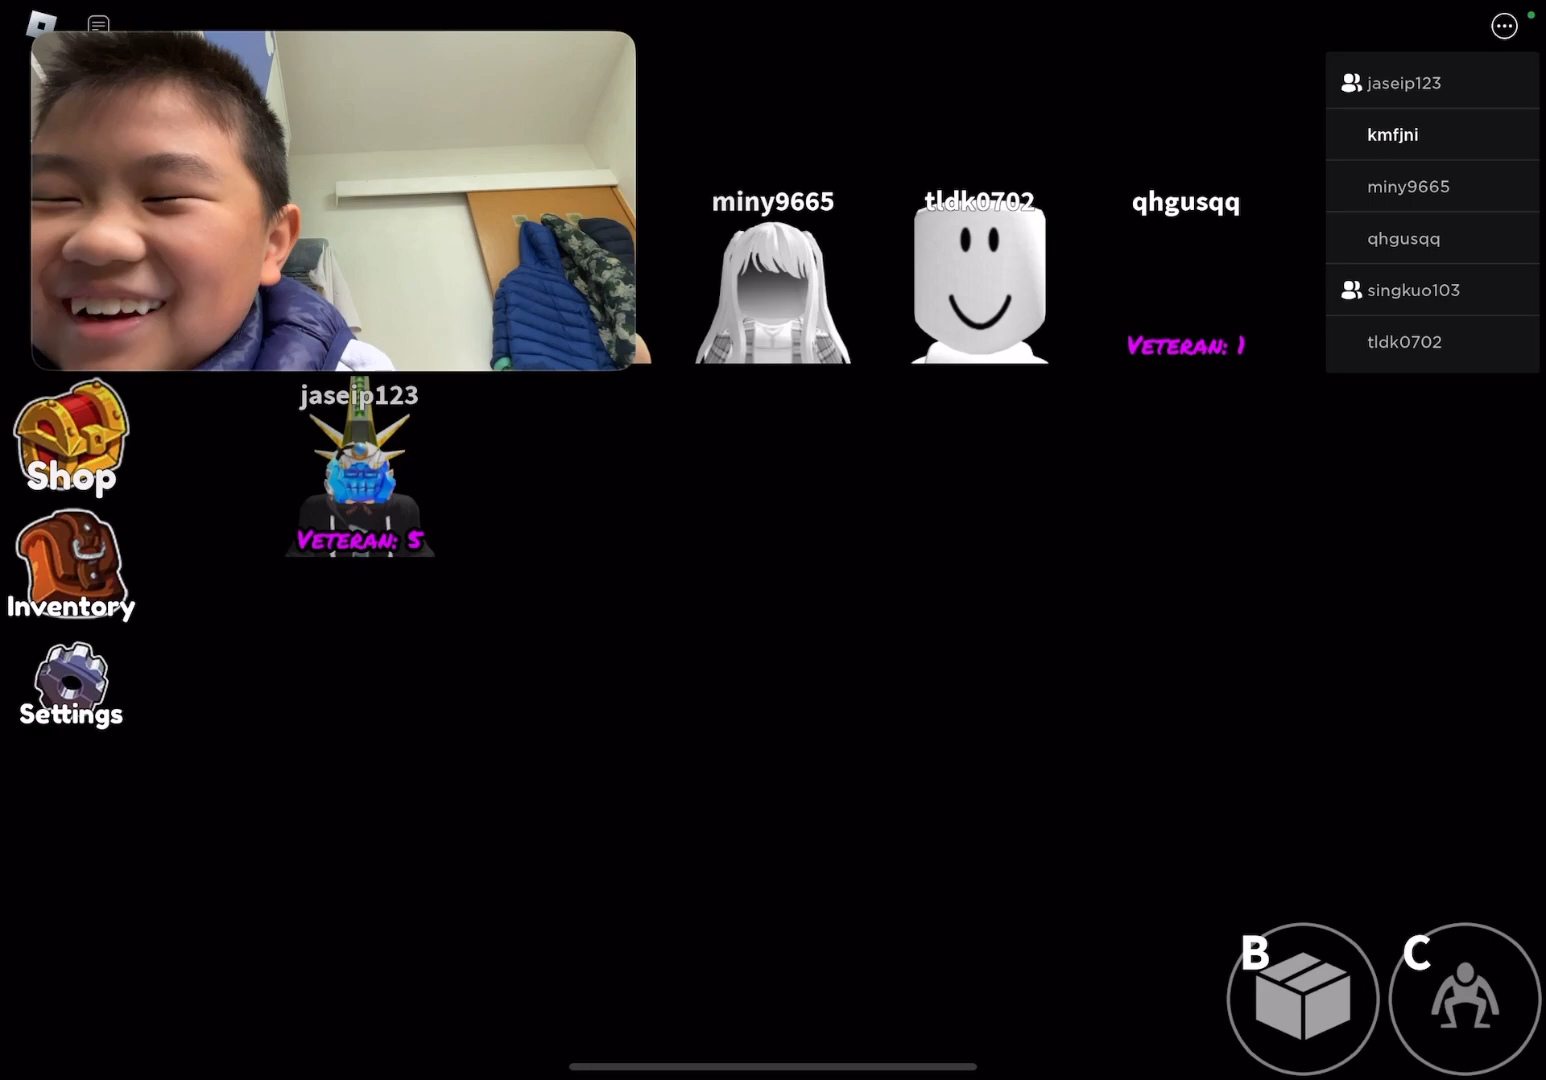 jaseip123
kmfjni
miny9665
qhgusqq
singkuo103
tldk0702
miny9665
tldk0702
qhgusqq
VETERAN: 1
jaseip123
VETERAN: 5
Shop
Inventory
Settings
B
C